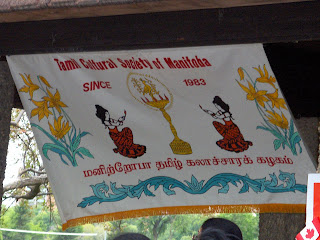 Tamil Cultural Society of Manitoba
SINCE 1983
மனிற்றோபா தமிழ் கலாச்சாரக் கழகம்